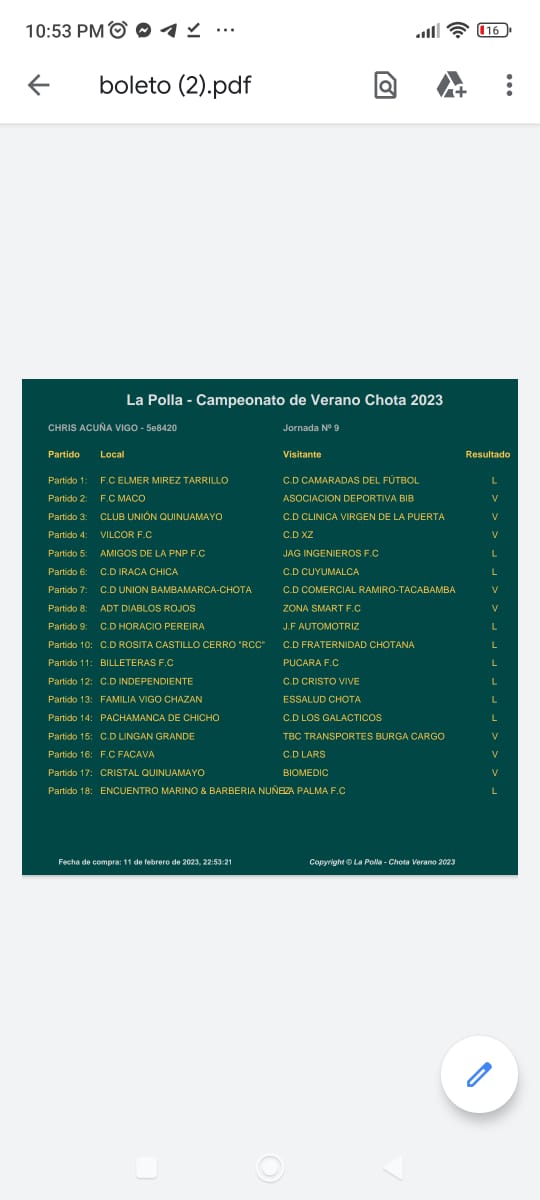 10:53 PM ... 16
boleto (2).pdf
La Polla - Campeonato de Verano Chota 2023
CHRIS ACUÑA VIGO - 5e8420 Jornada Nº 9
Partido Local Visitante Resultado
Partido 1: F.C ELMER MIREZ TARRILLO C.D CAMARADAS DEL FÚTBOL L
Partido 2: F.C MACO ASOCIACION DEPORTIVA BIB V
Partido 3: CLUB UNIÓN QUINUAMAYO C.D CLINICA VIRGEN DE LA PUERTA V
Partido 4: VILCOR F.C C.D XZ V
Partido 5: AMIGOS DE LA PNP F.C JAG INGENIEROS F.C L
Partido 6: C.D IRACA CHICA C.D CUYUMALCA L
Partido 7: C.D UNION BAMBAMARCA-CHOTA C.D COMERCIAL RAMIRO-TACABAMBA V
Partido 8: ADT DIABLOS ROJOS ZONA SMART F.C V
Partido 9: C.D HORACIO PEREIRA J.F AUTOMOTRIZ L
Partido 10: C.D ROSITA CASTILLO CERRO "RCC" C.D FRATERNIDAD CHOTANA L
Partido 11: BILLETERAS F.C PUCARA F.C L
Partido 12: C.D INDEPENDIENTE C.D CRISTO VIVE L
Partido 13: FAMILIA VIGO CHAZAN ESSALUD CHOTA L
Partido 14: PACHAMANCA DE CHICHO C.D LOS GALACTICOS L
Partido 15: C.D LINGAN GRANDE TBC TRANSPORTES BURGA CARGO V
Partido 16: F.C FACAVA C.D LARS V
Partido 17: CRISTAL QUINUAMAYO BIOMEDIC V
Partido 18: ENCUENTRO MARINO & BARBERIA PALMA F.C L
Fecha de compra: 11 de febrero de 2023, 22:53:21 Copyright © La Polla - Chota Verano 2023